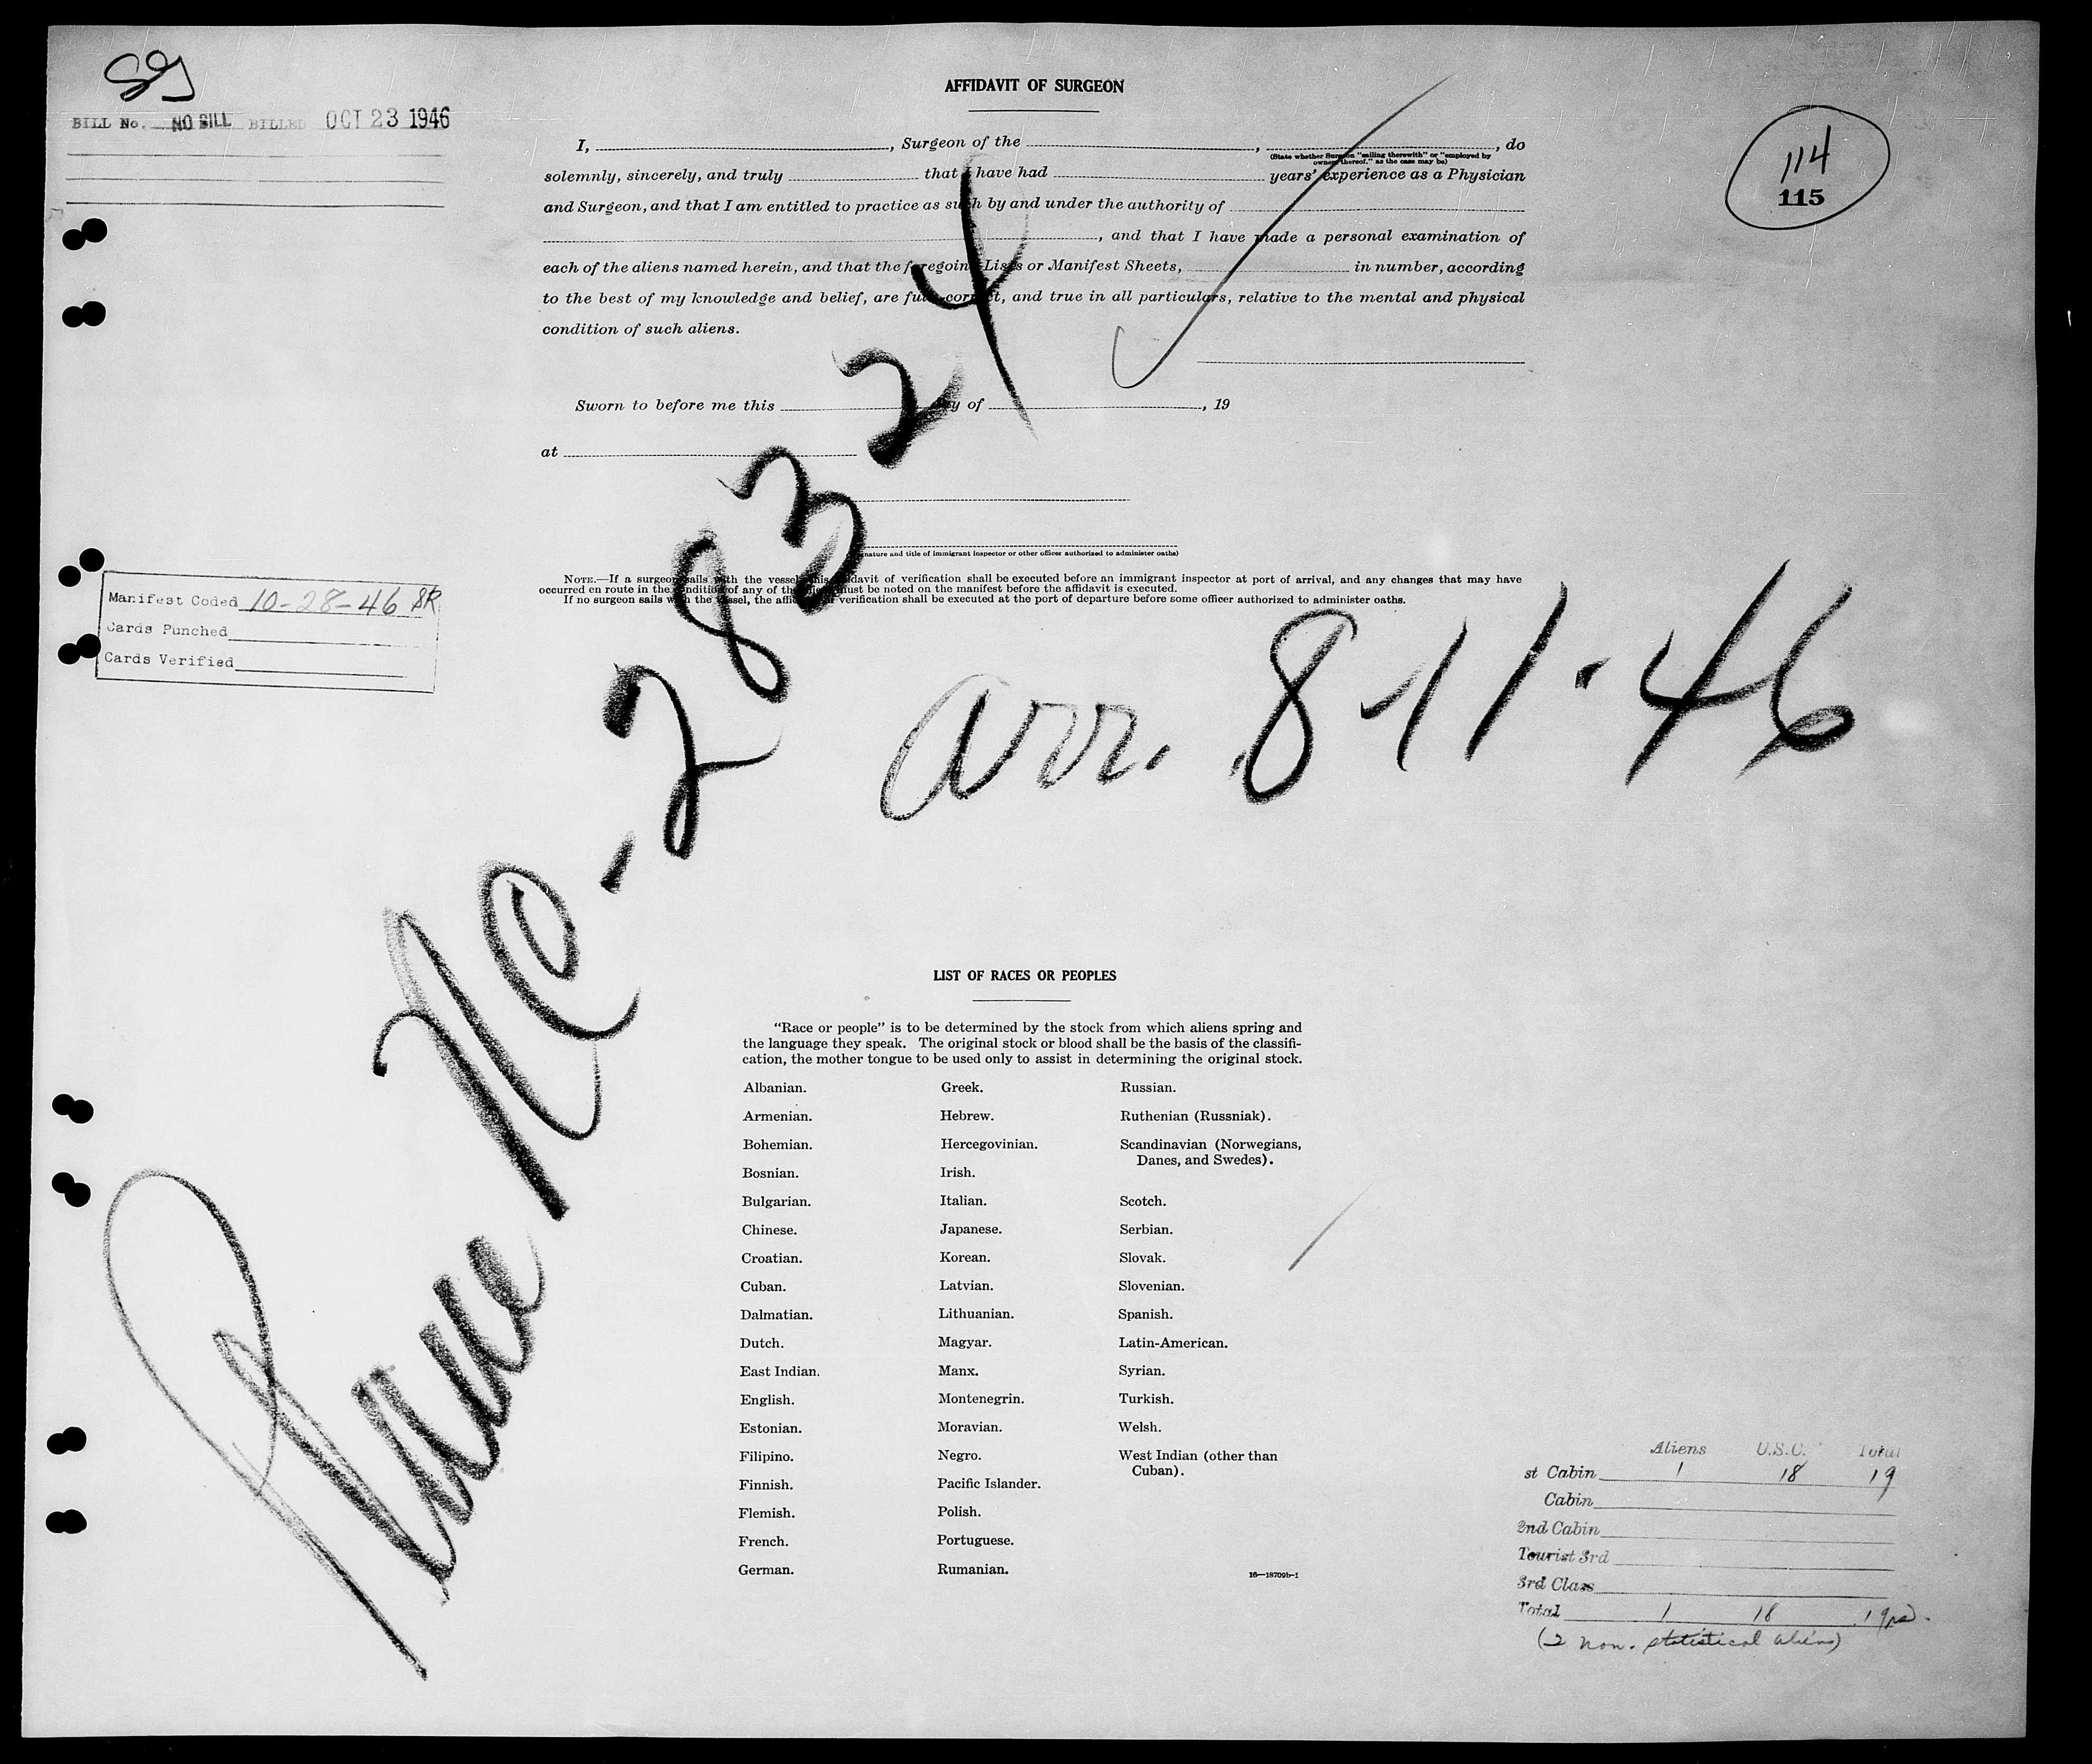 SG
BILL No. NO BILL BILLED OCT 23 1946
AFFIDAVIT OF SURGEON
I, , Surgeon of the , , do
(State whether Surgeon "sailing therewith" or "employed by
owners thereof," as the case may be)
solemnly, sincerely, and truly that I have had years' experience as a Physician
and Surgeon, and that I am entitled to practice as such by and under the authority of
, and that I have made a personal examination of
each of the aliens named herein, and that the foregoing Lists or Manifest Sheets, in number, according
to the best of my knowledge and belief, are full, correct, and true in all particulars, relative to the mental and physical
condition of such aliens.
Sworn to before me this day of , 19
at
(Signature and title of immigrant inspector or other officer authorized to administer oaths)
NOTE.—If a surgeon sails with the vessel, this affidavit of verification shall be executed before an immigrant inspector at port of arrival, and any changes that may have
occurred en route in the condition of any of the aliens must be noted on the manifest before the affidavit is executed.
If no surgeon sails with the vessel, the affidavit of verification shall be executed at the port of departure before some officer authorized to administer oaths.
114
115
Manifest Coded 10-28-46 SR
Cards Punched
Cards Verified
Plane NC-28324
arr. 8-11-46
LIST OF RACES OR PEOPLES
"Race or people" is to be determined by the stock from which aliens spring and
the language they speak. The original stock or blood shall be the basis of the classifi-
cation, the mother tongue to be used only to assist in determining the original stock.
Albanian.
Armenian.
Bohemian.
Bosnian.
Bulgarian.
Chinese.
Croatian.
Cuban.
Dalmatian.
Dutch.
East Indian.
English.
Estonian.
Filipino.
Finnish.
Flemish.
French.
German.
Greek.
Hebrew.
Hercegovinian.
Irish.
Italian.
Japanese.
Korean.
Latvian.
Lithuanian.
Magyar.
Manx.
Montenegrin.
Moravian.
Negro.
Pacific Islander.
Polish.
Portuguese.
Rumanian.
Russian.
Ruthenian (Russniak).
Scandinavian (Norwegians,
Danes, and Swedes).
Scotch.
Serbian.
Slovak.
Slovenian.
Spanish.
Latin-American.
Syrian.
Turkish.
Welsh.
West Indian (other than
Cuban).
16—18709b-1
Aliens U.S.C. Total
st Cabin 1 18 19
Cabin
2nd Cabin
Tourist 3rd
3rd Class
Total 1 18 19
(2 non. statistical aliens)